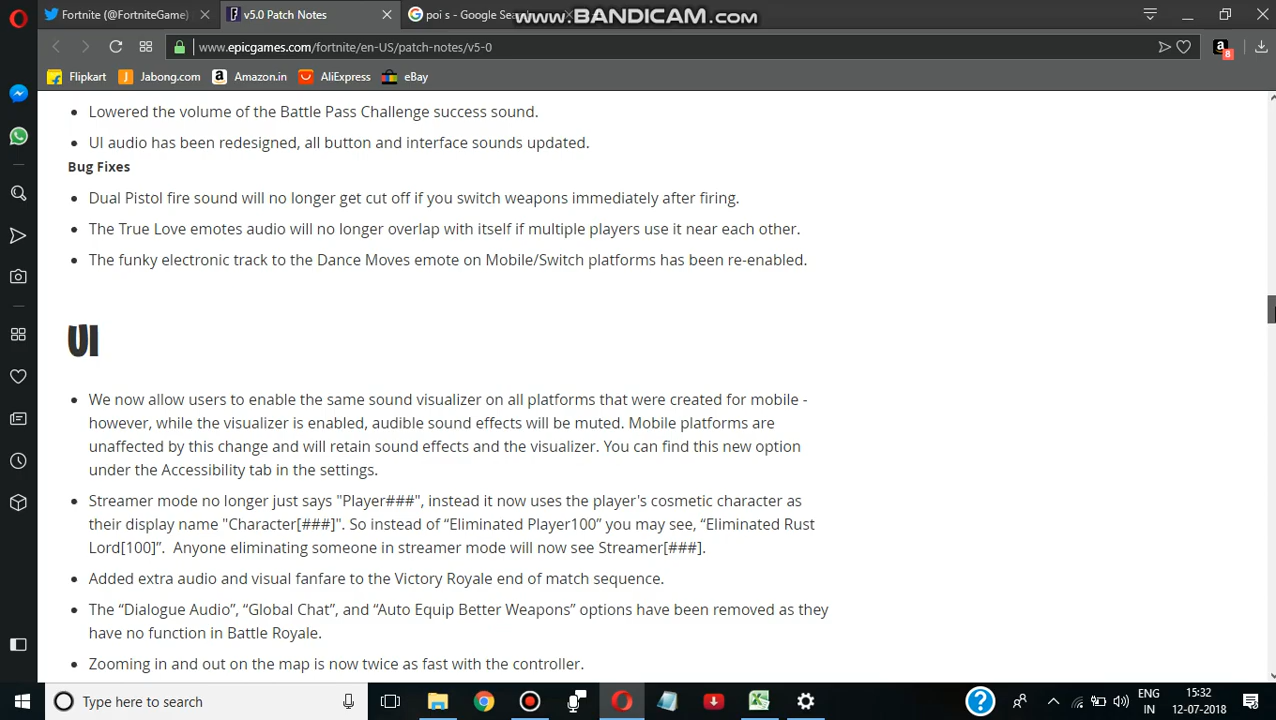 www.BANDICAM.com
Fortnite (@FortniteGame)
v5.0 Patch Notes
poi s - Google Sear
www.epicgames.com/fortnite/en-US/patch-notes/v5-0
8
Flipkart
Jabong.com
Amazon.in
AliExpress
eBay
• Lowered the volume of the Battle Pass Challenge success sound.
• UI audio has been redesigned, all button and interface sounds updated.
Bug Fixes
• Dual Pistol fire sound will no longer get cut off if you switch weapons immediately after firing.
• The True Love emotes audio will no longer overlap with itself if multiple players use it near each other.
• The funky electronic track to the Dance Moves emote on Mobile/Switch platforms has been re-enabled.
UI
• We now allow users to enable the same sound visualizer on all platforms that were created for mobile -
however, while the visualizer is enabled, audible sound effects will be muted. Mobile platforms are
unaffected by this change and will retain sound effects and the visualizer. You can find this new option
under the Accessibility tab in the settings.
• Streamer mode no longer just says "Player###", instead it now uses the player's cosmetic character as
their display name "Character[###]". So instead of “Eliminated Player100” you may see, “Eliminated Rust
Lord[100]”.  Anyone eliminating someone in streamer mode will now see Streamer[###].
• Added extra audio and visual fanfare to the Victory Royale end of match sequence.
• The “Dialogue Audio”, “Global Chat”, and “Auto Equip Better Weapons” options have been removed as they
have no function in Battle Royale.
• Zooming in and out on the map is now twice as fast with the controller.
Type here to search
ENG
IN
15:32
12-07-2018